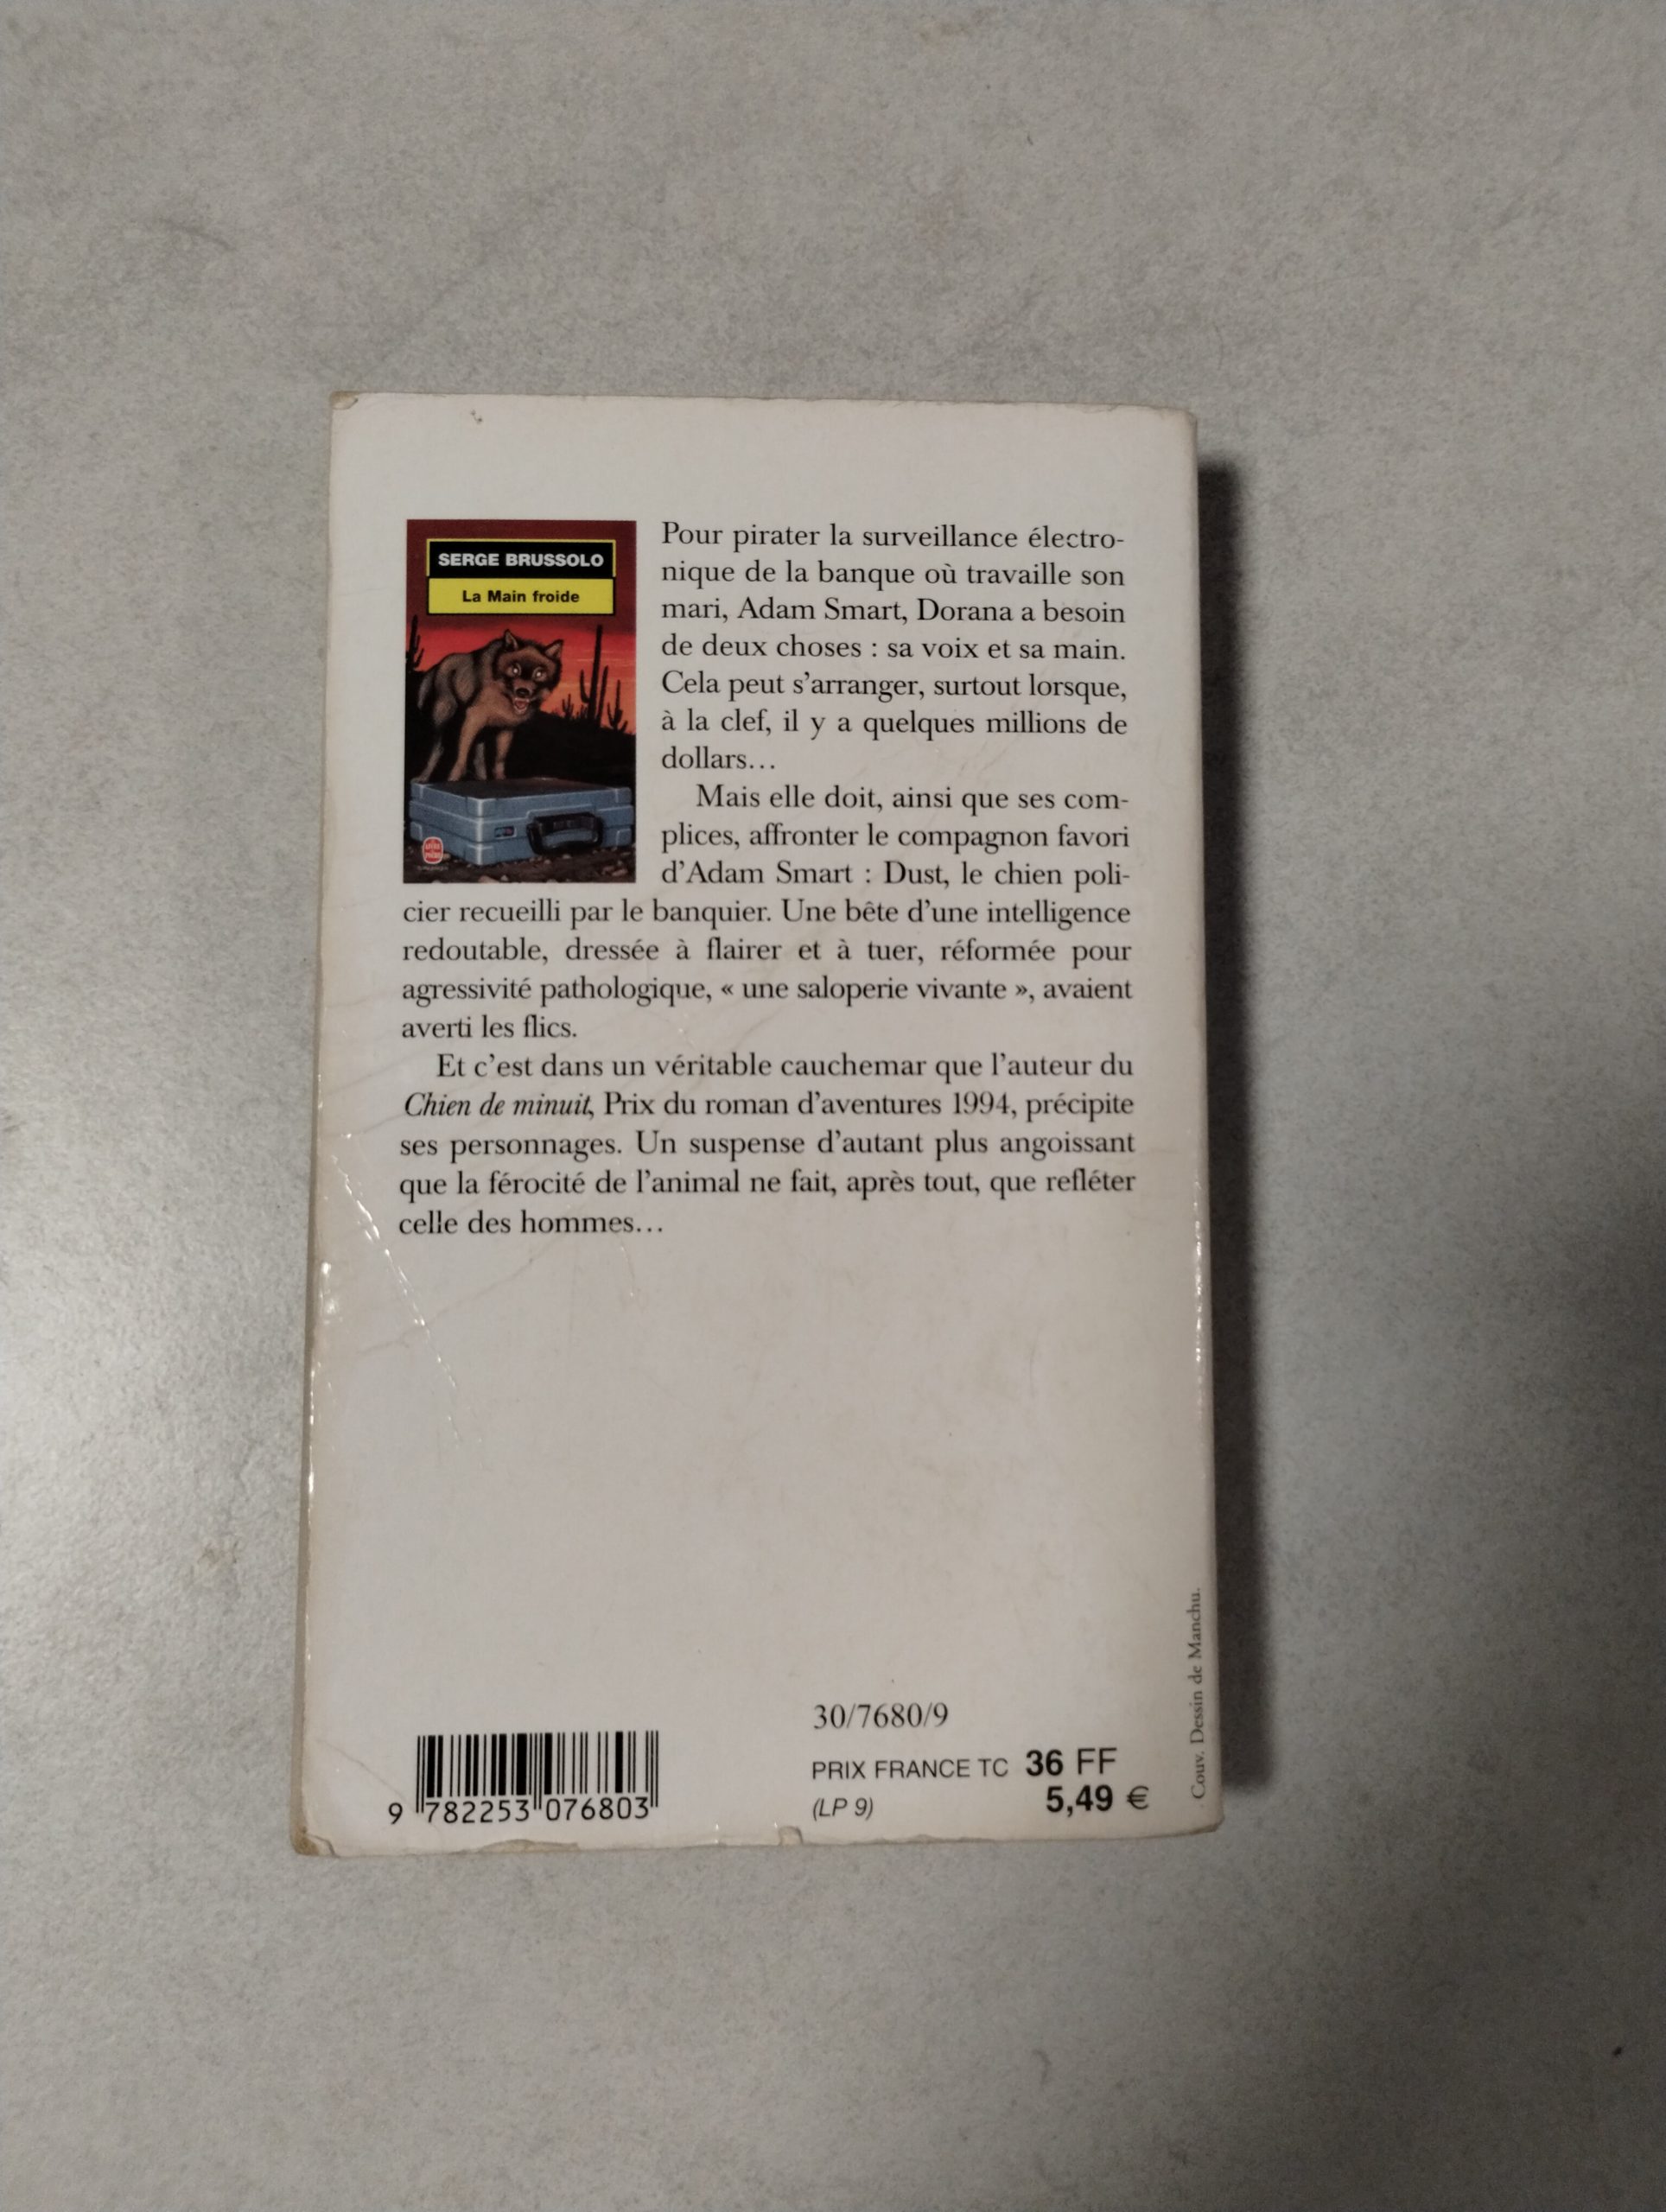 SERGE BRUSSOLO
La Main froide
Pour pirater la surveillance électro-
nique de la banque où travaille son
mari, Adam Smart, Dorana a besoin
de deux choses : sa voix et sa main.
Cela peut s'arranger, surtout lorsque,
à la clef, il y a quelques millions de
dollars...
Mais elle doit, ainsi que ses com-
plices, affronter le compagnon favori
d'Adam Smart : Dust, le chien poli-
cier recueilli par le banquier. Une bête d'une intelligence
redoutable, dressée à flairer et à tuer, réformée pour
agressivité pathologique, « une saloperie vivante », avaient
averti les flics.
Et c'est dans un véritable cauchemar que l'auteur du
Chien de minuit, Prix du roman d'aventures 1994, précipite
ses personnages. Un suspense d'autant plus angoissant
que la férocité de l'animal ne fait, après tout, que refléter
celle des hommes...
30/7680/9
PRIX FRANCE TC 36 FF
(LP 9) 5,49 €
9 782253 076803
Couv. Dessin de Manchu.